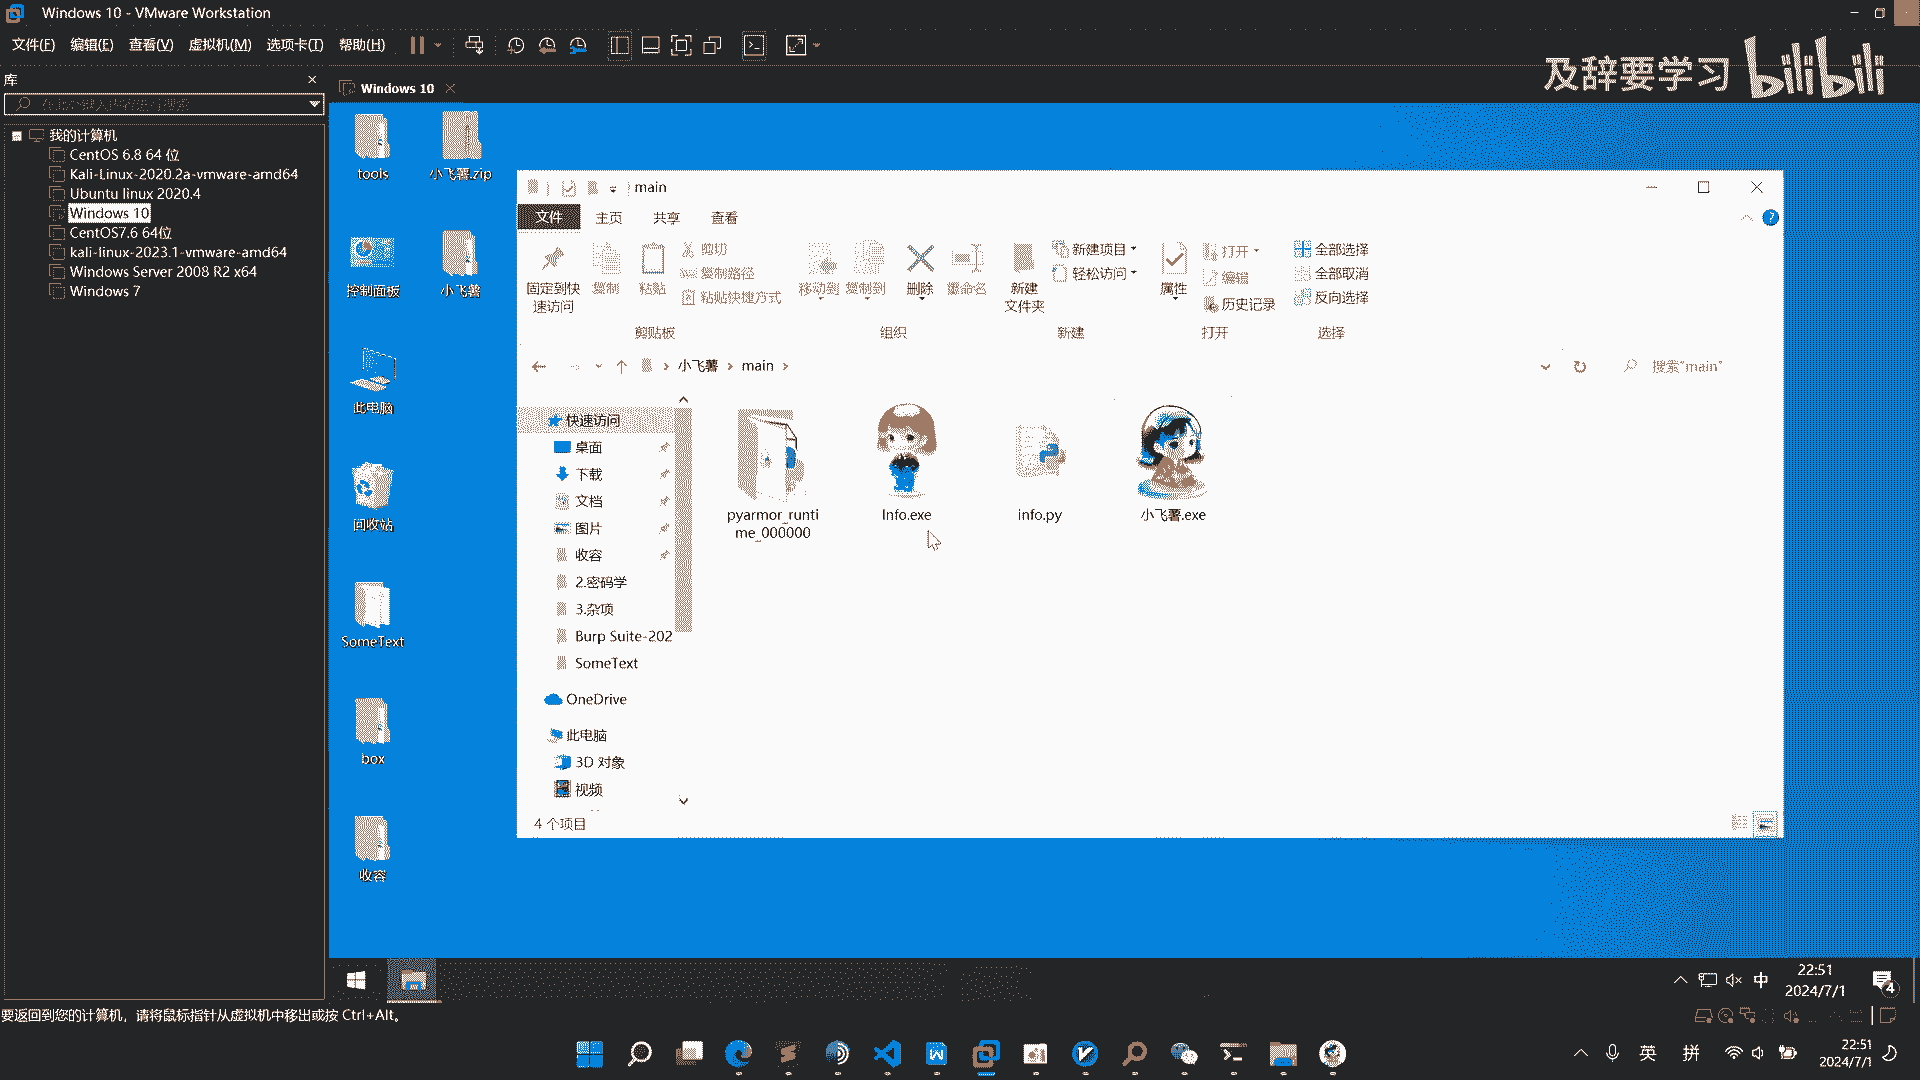 Windows 10 - VMware Workstation
文件(F) 编辑(E) 查看(V) 虚拟机(M) 选项卡(T) 帮助(H)
及辞要学习 bilibili
库
Windows 10
我的计算机
CentOS 6.8 64 位
Kali-Linux-2020.2a-vmware-amd64
Ubuntu linux 2020.4
Windows 10
CentOS7.6 64位
kali-linux-2023.1-vmware-amd64
Windows Server 2008 R2 x64
Windows 7
tools
小飞薯.zip
控制面板
小飞薯
此电脑
回收站
SomeText
box
收容
main
文件 主页 共享 查看
固定到快
速访问
复制
粘贴
剪切
复制路径
粘贴快捷方式
剪贴板
移动到 复制到 删除 重命名
组织
新建
文件夹
新建项目
轻松访问
新建
属性
打开
编辑
历史记录
打开
全部选择
全部取消
反向选择
选择
小飞薯 main
搜索"main"
快速访问
桌面
下载
文档
图片
收容
2.密码学
3.杂项
Burp Suite-202
SomeText
OneDrive
此电脑
3D 对象
视频
pyarmor_runti
me_000000
Info.exe
info.py
小飞薯.exe
4 个项目
中
22:51
2024/7/1
4
要返回到您的计算机，请将鼠标指针从虚拟机中移出或按 Ctrl+Alt。
英 拼
22:51
2024/7/1